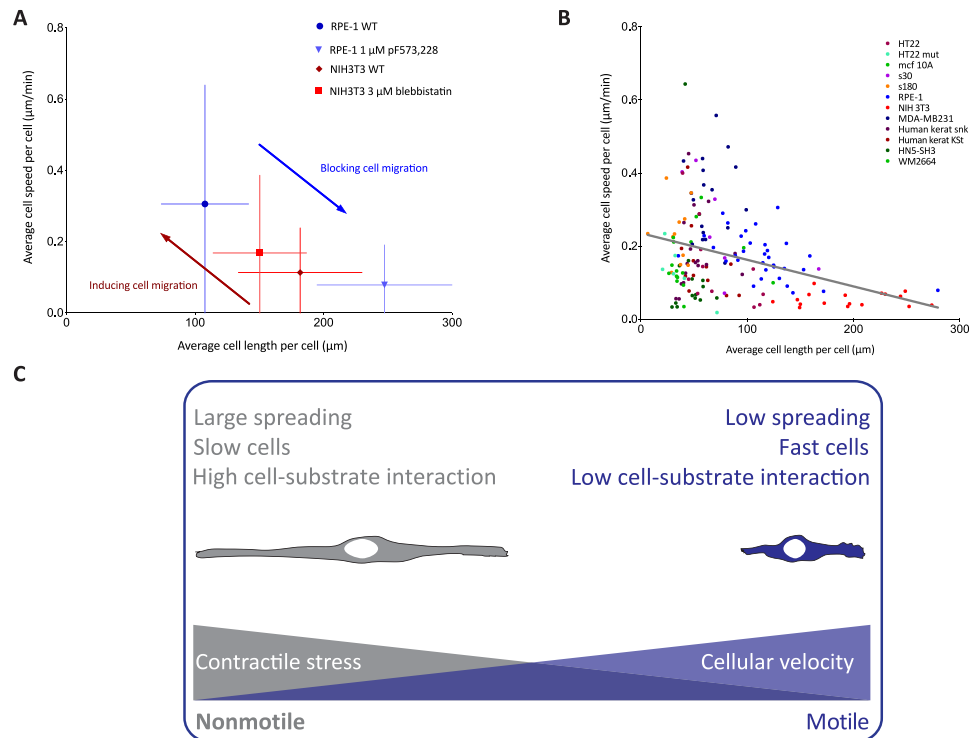 A
0.8
0.6
0.4
0.2
0.0
0
100
200
300
Average cell speed per cell (μm/min)
Average cell length per cell (μm)
RPE-1 WT
RPE-1 1 μM pF573,228
NIH3T3 WT
NIH3T3 3 μM blebbistatin
Blocking cell migration
Inducing cell migration
B
0.8
0.6
0.4
0.2
0.0
0
100
200
300
Average cell speed per cell (μm/min)
Average cell length per cell (μm)
HT22
HT22 mut
mcf 10A
s30
s180
RPE-1
NIH 3T3
MDA-MB231
Human kerat snk
Human kerat KSt
HN5-SH3
WM2664
C
Large spreading
Slow cells
High cell-substrate interaction
Low spreading
Fast cells
Low cell-substrate interaction
Contractile stress
Cellular velocity
Nonmotile
Motile